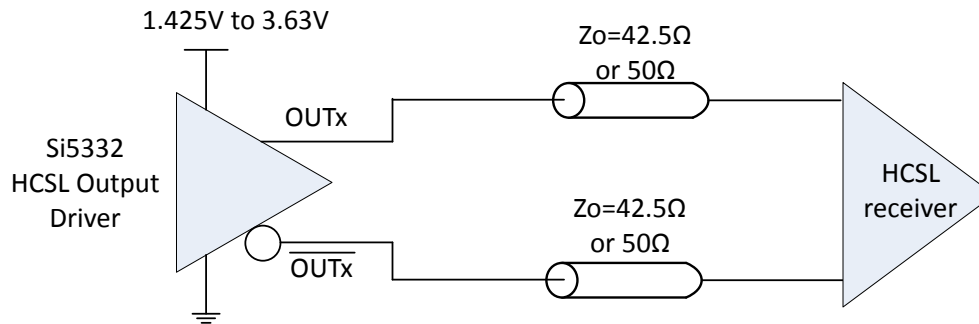 1.425V to 3.63V
Zo=42.5Ω
or 50Ω
OUTx
Si5332
HCSL Output
Driver
HCSL
receiver
Zo=42.5Ω
or 50Ω
OUTx